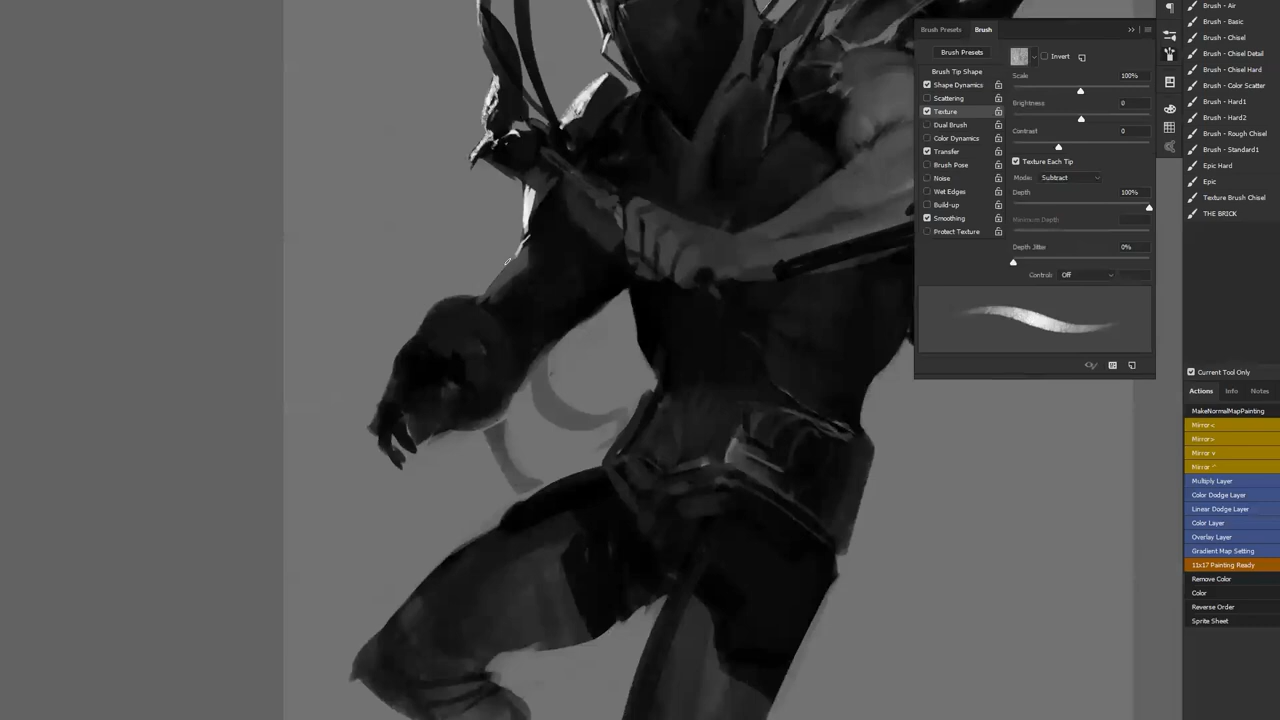 Brush Presets Brush
Brush Presets
Invert
Brush Tip Shape
Scale: 100%
Shape Dynamics
Scattering
Brightness: 0
Texture
Dual Brush
Contrast: 0
Color Dynamics
Transfer
Texture Each Tip
Brush Pose
Noise
Mode: Subtract
Wet Edges
Depth: 100%
Build-up
Smoothing
Minimum Depth:
Protect Texture
Depth Jitter: 0%
Control: Off
Brush - Air
Brush - Basic
Brush - Chisel
Brush - Chisel Detail
Brush - Chisel Hard
Brush - Color Scatter
Brush - Hard1
Brush - Hard2
Brush - Rough Chisel
Brush - Standard1
Epic Hard
Epic
Texture Brush Chisel
THE BRICK
Current Tool Only
Actions Info Notes
MakeNormalMapPainting
Mirror <
Mirror >
Mirror v
Mirror ^
Multiply Layer
Color Dodge Layer
Linear Dodge Layer
Color Layer
Overlay Layer
Gradient Map Setting
11x17 Painting Ready
Remove Color
Color
Reverse Order
Sprite Sheet